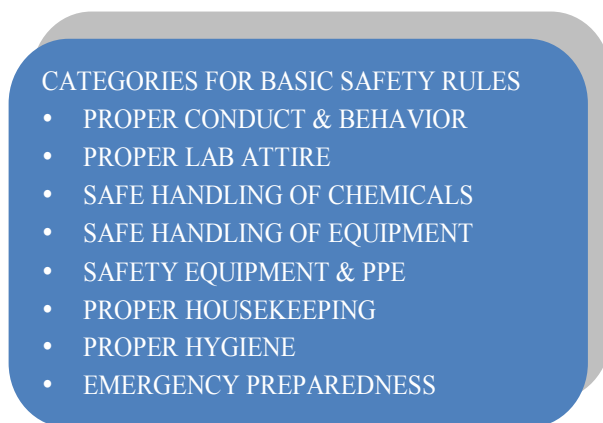 CATEGORIES FOR BASIC SAFETY RULES
• PROPER CONDUCT & BEHAVIOR
• PROPER LAB ATTIRE
• SAFE HANDLING OF CHEMICALS
• SAFE HANDLING OF EQUIPMENT
• SAFETY EQUIPMENT & PPE
• PROPER HOUSEKEEPING
• PROPER HYGIENE
• EMERGENCY PREPAREDNESS